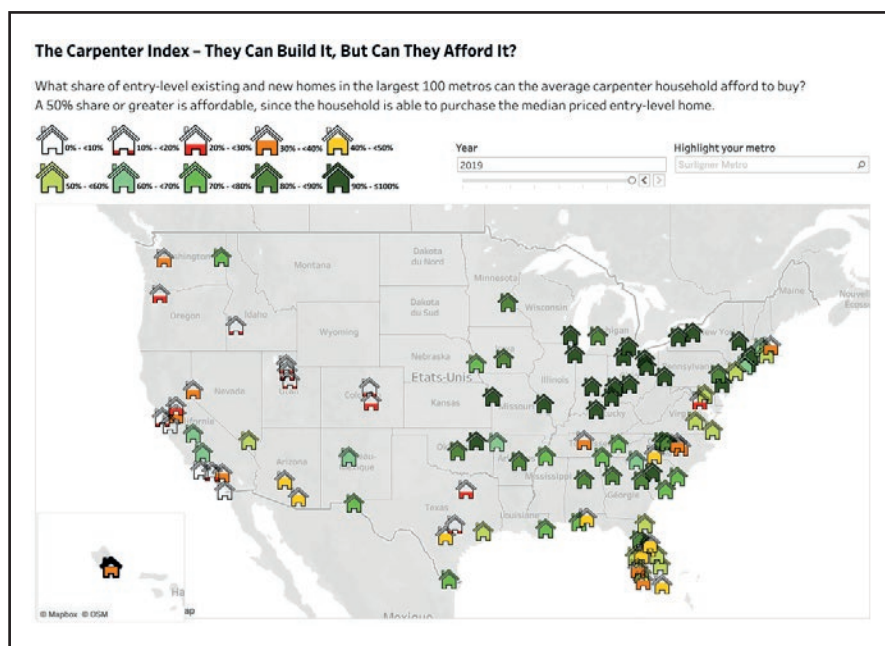 The Carpenter Index – They Can Build It, But Can They Afford It?
What share of entry-level existing and new homes in the largest 100 metros can the average carpenter household afford to buy?
A 50% share or greater is affordable, since the household is able to purchase the median priced entry-level home.
0% - <10% 10% - <20% 20% - <30% 30% - <40% 40% - <50%
50% - <60% 60% - <70% 70% - <80% 80% - <90% 90% - ≤100%
Year
2019
Highlight your metro
Surligner Metro
Montana
Dakota
du Nord
Minnesota
Maine
Nouvelle
Oregon
Idaho
Wyoming
Dakota
du Sud
Wisconsin
Nebraska
Etats-Unis
Nevada
Illinois
Kansas
Missouri
Arizona
Mississippi
Géorgie
Texas
Mexique
© Mapbox © OSM